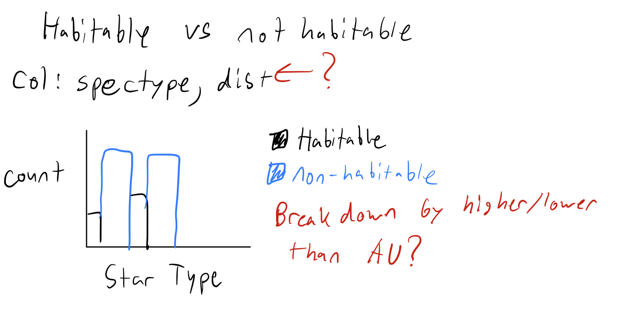 Habitable vs not habitable
Col: spectype, dist ← ?
Count
Star Type
Habitable
non-habitable
Break down by higher/lower
than AU?